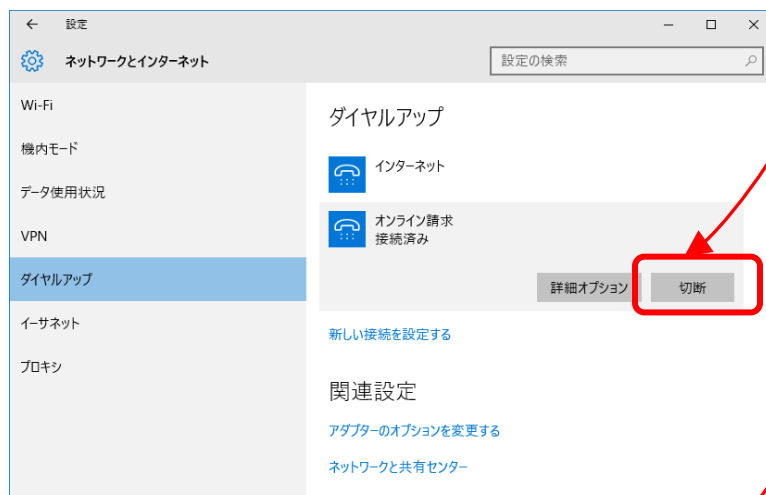 設定
ネットワークとインターネット
設定の検索
Wi-Fi
機内モード
データ使用状況
VPN
ダイヤルアップ
イーサネット
プロキシ
ダイヤルアップ
インターネット
オンライン請求
接続済み
詳細オプション
切断
新しい接続を設定する
関連設定
アダプターのオプションを変更する
ネットワークと共有センター